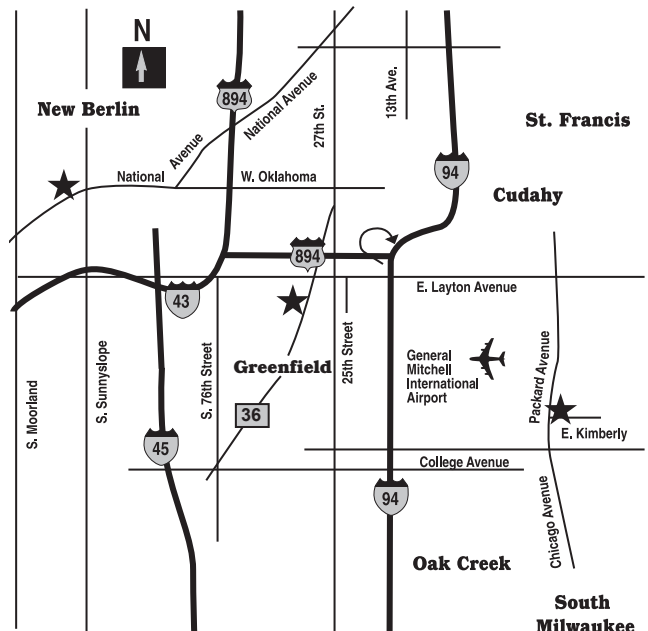 N
894
New Berlin
National Avenue
Avenue
27th St.
13th Ave.
St. Francis
94
National
W. Oklahoma
Cudahy
894
E. Layton Avenue
43
S. Moorland
S. Sunnyslope
S. 76th Street
Greenfield
25th Street
General
Mitchell
International
Airport
Packard Avenue
36
E. Kimberly
45
College Avenue
94
Chicago Avenue
Oak Creek
South
Milwaukee